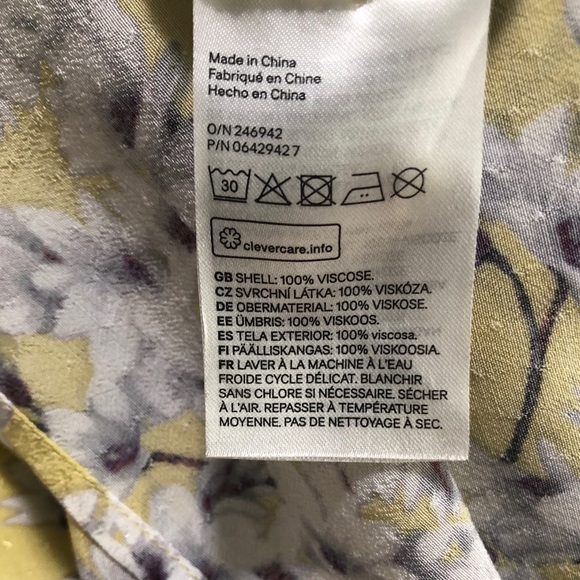 Made in China
Fabriqué en Chine
Hecho en China
O/N 246942
P/N 06429427
30
clevercare.info
GB SHELL: 100% VISCOSE.
CZ SVRCHNÍ LÁTKA: 100% VISKÓZA.
DE OBERMATERIAL: 100% VISKOSE.
EE ÜMBRIS: 100% VISKOOS.
ES TELA EXTERIOR: 100% viscosa.
FI PÄÄLLISKANGAS: 100% VISKOOSIA.
FR LAVER À LA MACHINE À L'EAU
FROIDE CYCLE DÉLICAT. BLANCHIR
SANS CHLORE SI NÉCESSAIRE. SÉCHER
À L'AIR. REPASSER À TEMPÉRATURE
MOYENNE. PAS DE NETTOYAGE À SEC.